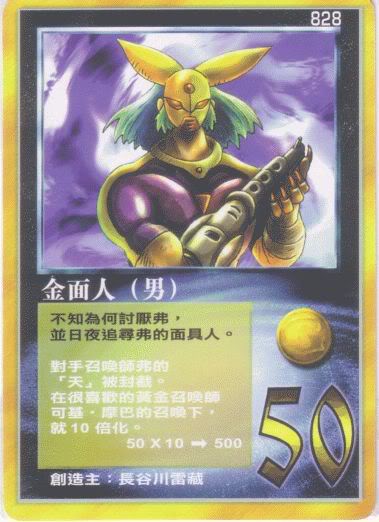 828
金面人（男）
不知為何討厭弗，
並日夜追尋弗的面具人。
對手召喚師弗的
「天」被封裁。
在很喜歡的黃金召喚師
可基．摩巴的召喚下，
就10倍化。
50 X 10 ➡ 500
50
創造主：長谷川雷藏